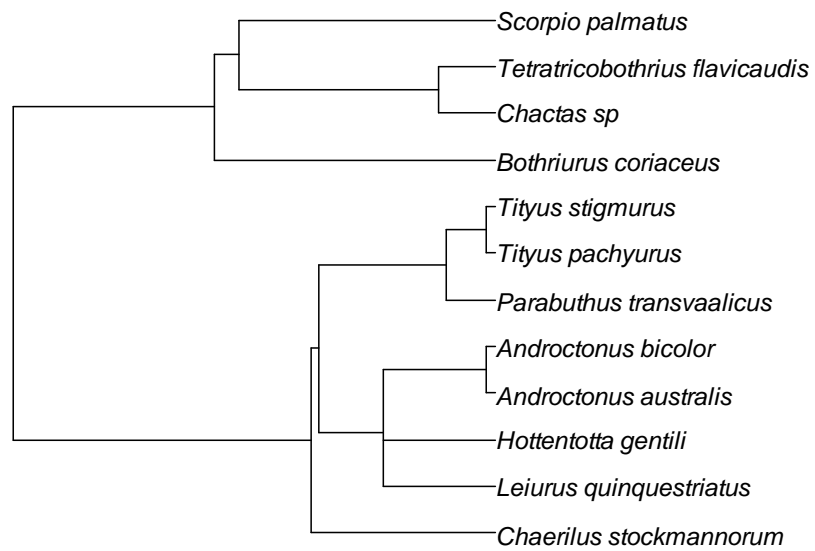 Scorpio palmatus
Tetratricobothrius flavicaudis
Chactas sp
Bothriurus coriaceus
Tityus stigmurus
Tityus pachyurus
Parabuthus transvaalicus
Androctonus bicolor
Androctonus australis
Hottentotta gentili
Leiurus quinquestriatus
Chaerilus stockmannorum